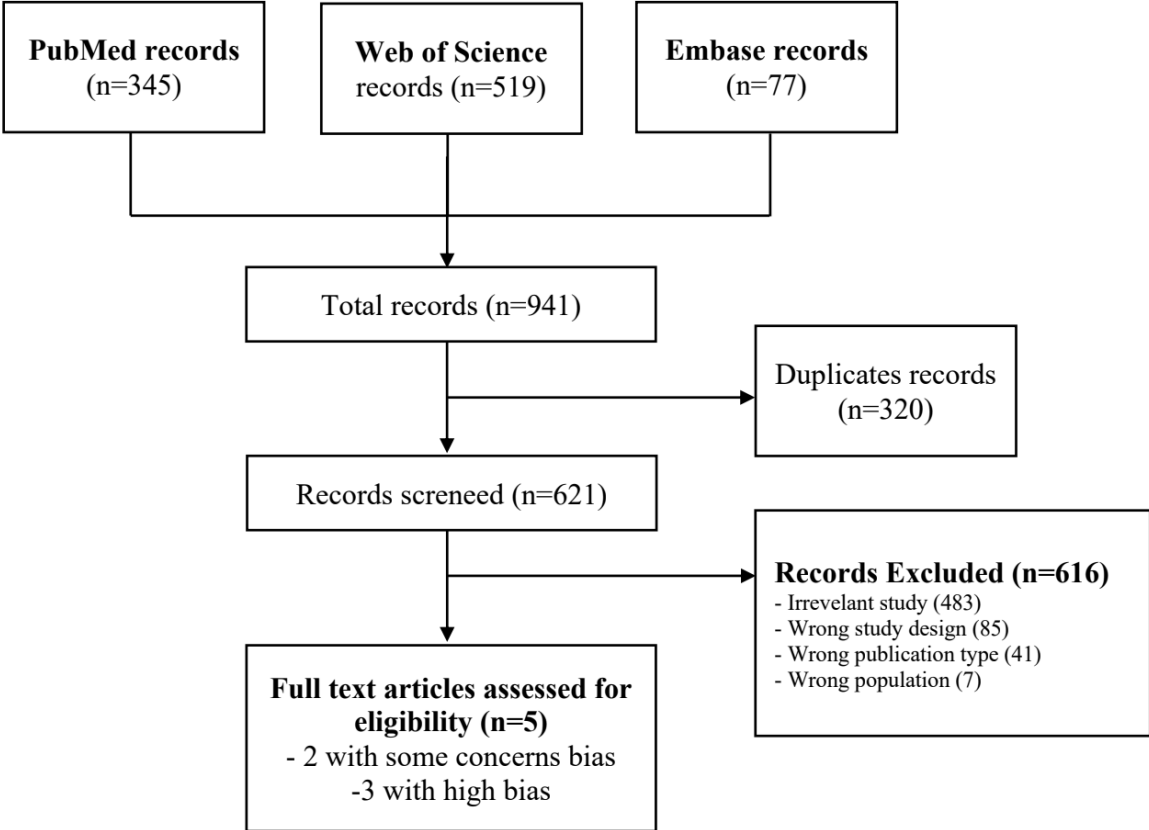 PubMed records
(n=345)
Web of Science
records (n=519)
Embase records
(n=77)
Total records (n=941)
Duplicates records
(n=320)
Records screneed (n=621)
Records Excluded (n=616)
- Irrevelant study (483)
- Wrong study design (85)
- Wrong publication type (41)
- Wrong population (7)
Full text articles assessed for
eligibility (n=5)
- 2 with some concerns bias
-3 with high bias